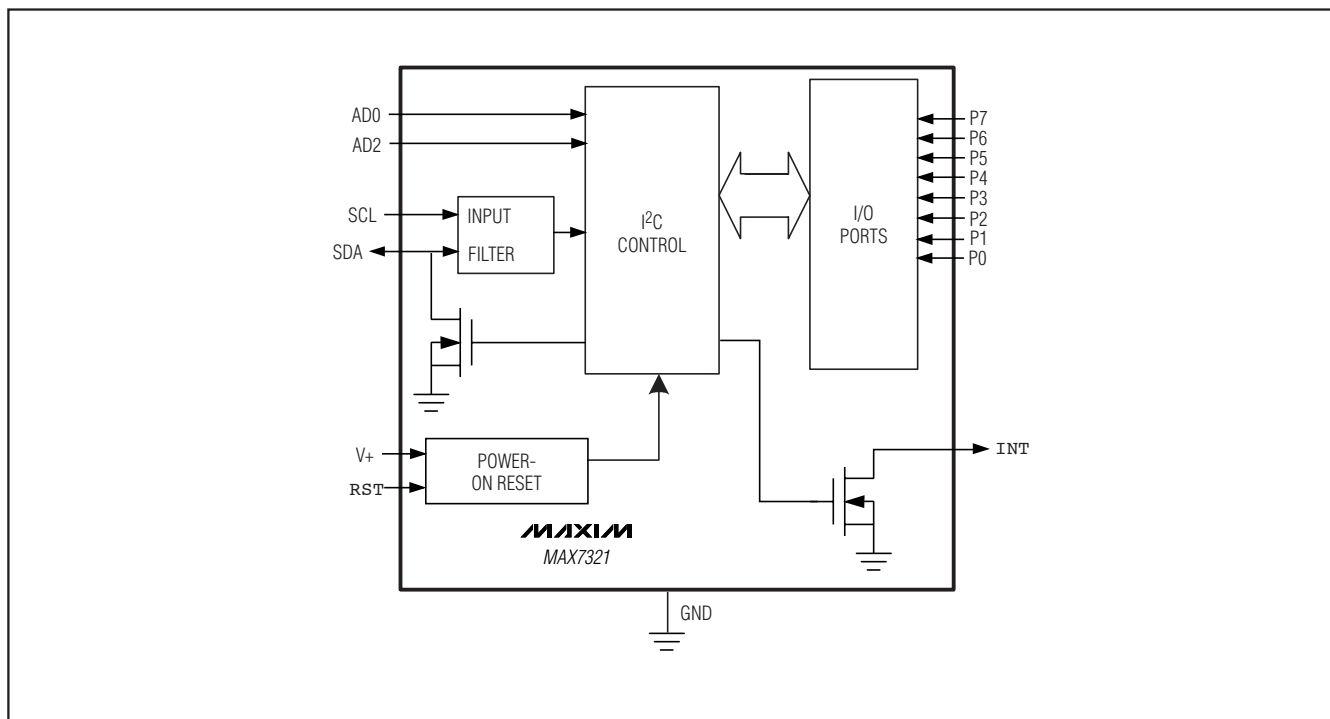 AD0
AD2
SCL
SDA
INPUT
FILTER
I²C
CONTROL
I/O
PORTS
P7
P6
P5
P4
P3
P2
P1
P0
V+
RST
POWER-
ON RESET
INT
MAXIM
MAX7321
GND